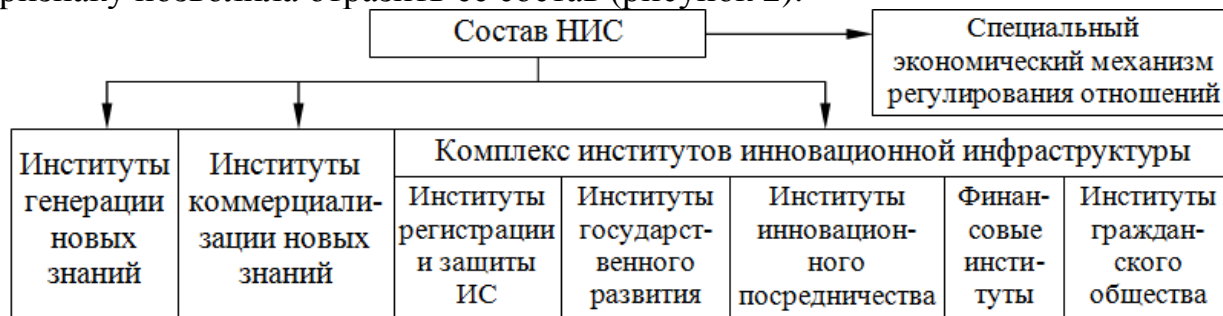 ризнаку позволила отразить ее состав (рисунок 2).
Состав НИС
Специальный
экономический механизм
регулирования отношений
Институты
генерации
новых
знаний
Институты
коммерциали-
зации новых
знаний
Комплекс институтов инновационной инфраструктуры
Институты
регистрации
и защиты
ИС
Институты
государст-
венного
развития
Институты
инновацион-
ного
посредничества
Финан-
совые
инсти-
туты
Институты
граждан-
ского
общества